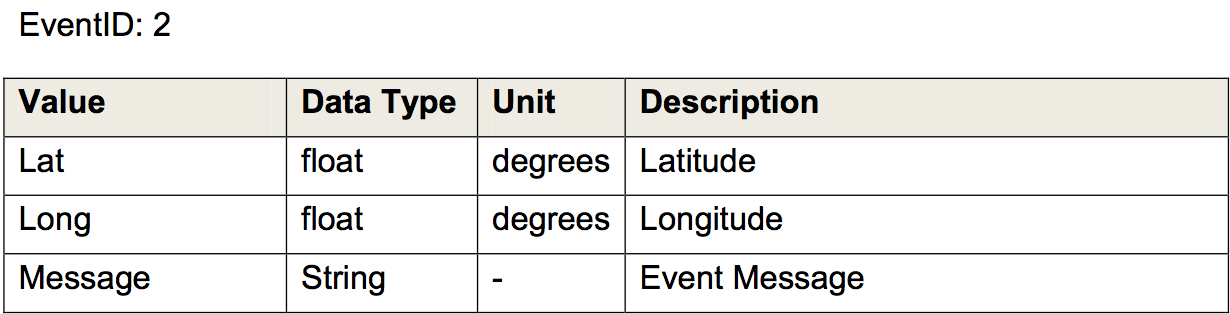 EventID: 2
Value Data Type Unit Description
Lat float degrees Latitude
Long float degrees Longitude
Message String - Event Message